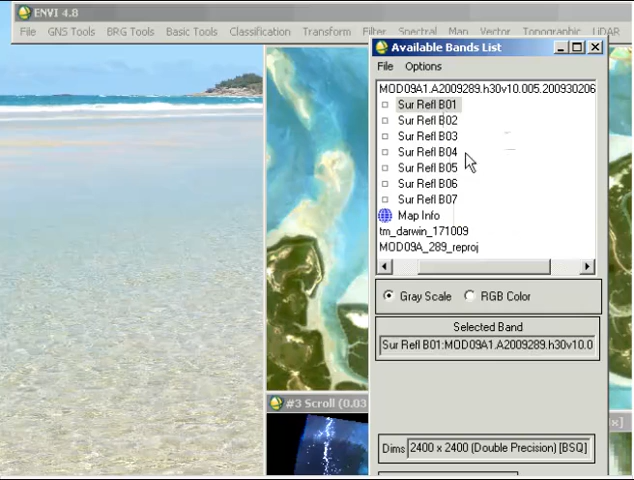 ENVI 4.8
File GNS Tools BRG Tools Basic Tools Classification Transform Filter Spectral Map Vector Topographic LiDAR
Available Bands List
File Options
MOD09A1.A2009289.h30v10.005.200930206
Sur Refl B01
Sur Refl B02
Sur Refl B03
Sur Refl B04
Sur Refl B05
Sur Refl B06
Sur Refl B07
Map Info
tm_darwin_171009
MOD09A_289_reproj
Gray Scale RGB Color
Selected Band
Sur Refl B01:MOD09A1.A2009289.h30v10.0
#3 Scroll (0.03
Dims 2400 x 2400 (Double Precision) [BSQ]